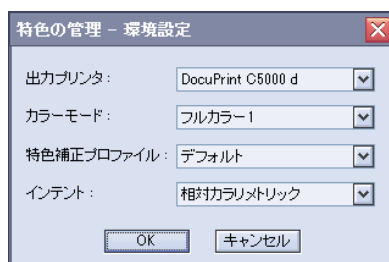 特色の管理 – 環境設定
出力プリンタ： DocuPrint C5000 d
カラーモード： フルカラー1
特色補正プロファイル： デフォルト
インテント： 相対カラリメトリック
OK キャンセル